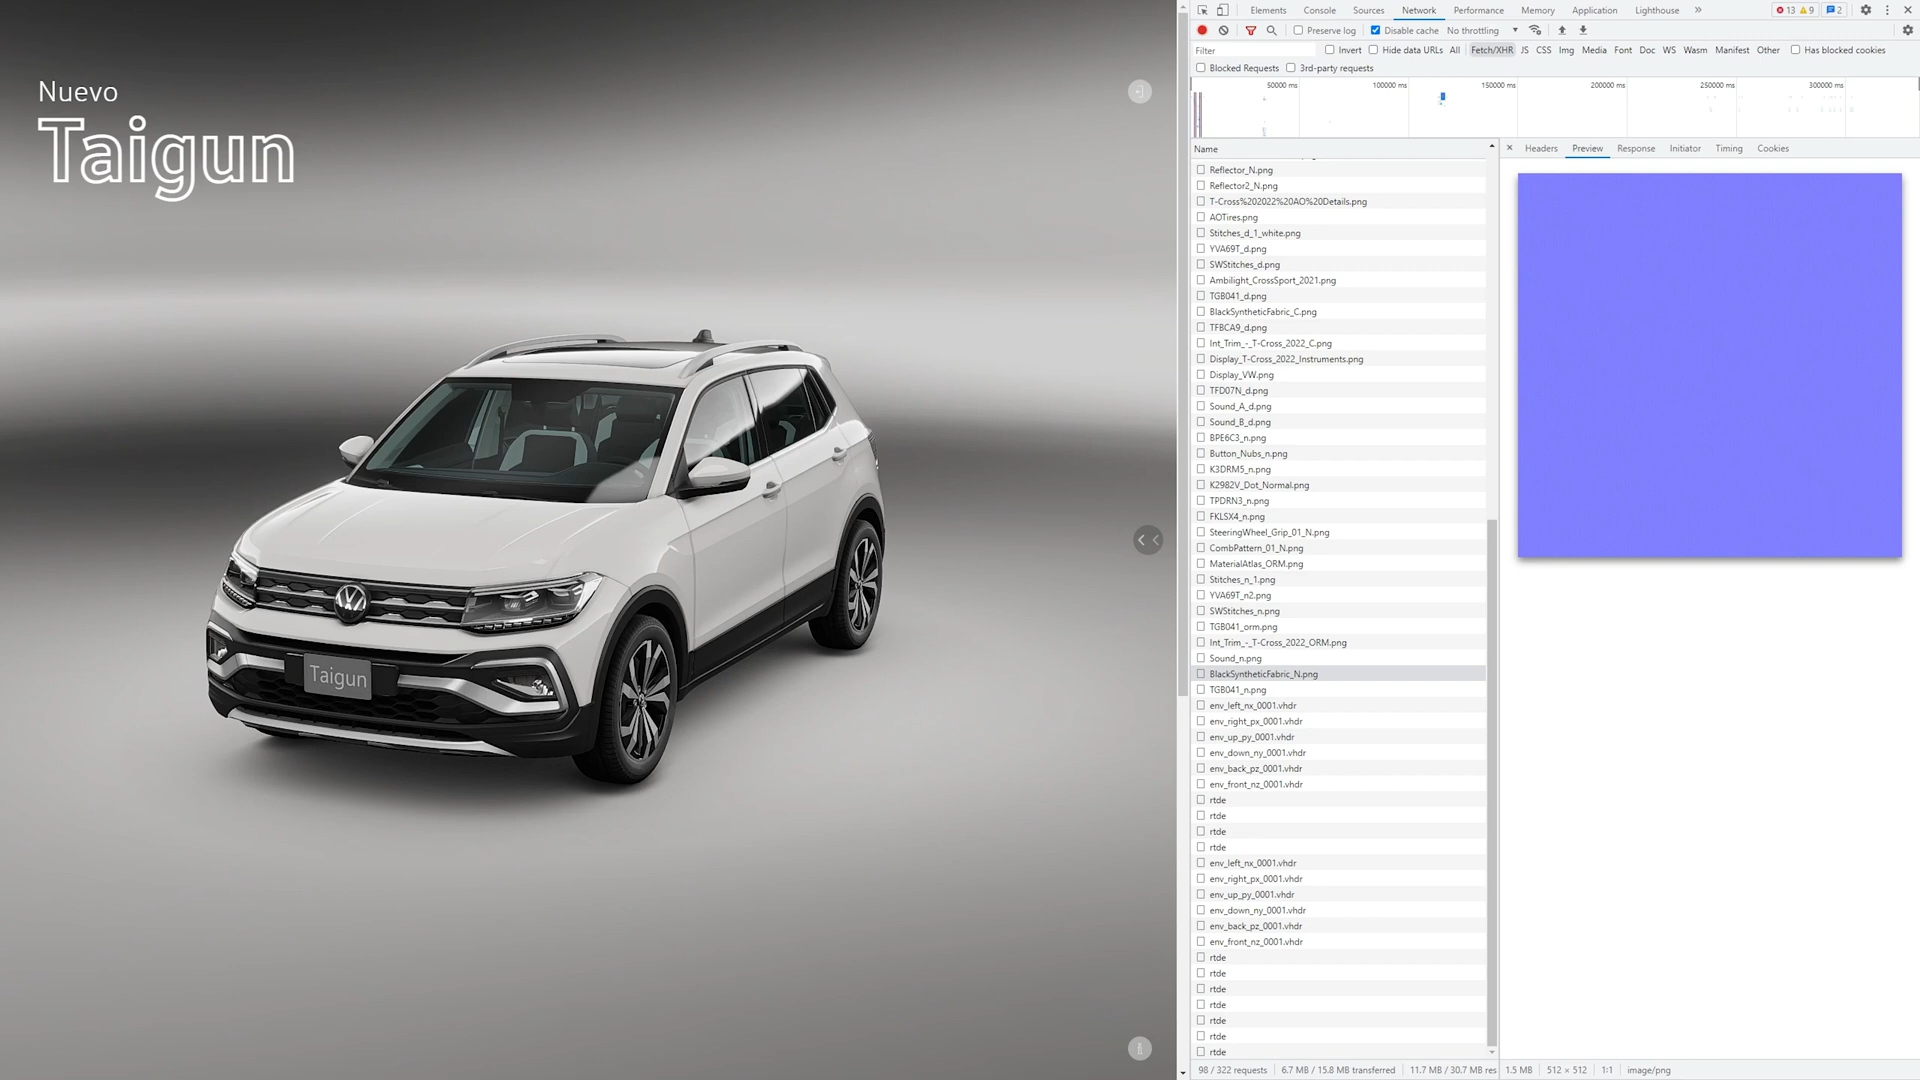 Nuevo
Taigun
Taigun
Elements Console Sources Network Performance Memory Application Lighthouse » 13 9 2
Preserve log Disable cache No throttling
Filter Invert Hide data URLs All Fetch/XHR JS CSS Img Media Font Doc WS Wasm Manifest Other Has blocked cookies
Blocked Requests 3rd-party requests
50000 ms 100000 ms 150000 ms 200000 ms 250000 ms 300000 ms
Name
Headers Preview Response Initiator Timing Cookies
Reflector_N.png
Reflector2_N.png
T-Cross%202022%20AO%20Details.png
AOTires.png
Stitches_d_1_white.png
YVA69T_d.png
SWStitches_d.png
Ambilight_CrossSport_2021.png
TGB041_d.png
BlackSyntheticFabric_C.png
TFBCA9_d.png
Int_Trim_-_T-Cross_2022_C.png
Display_T-Cross_2022_Instruments.png
Display_VW.png
TFD07N_d.png
Sound_A_d.png
Sound_B_d.png
BPE6C3_n.png
Button_Nubs_n.png
K3DRM5_n.png
K2982V_Dot_Normal.png
TPDRN3_n.png
FKLSX4_n.png
SteeringWheel_Grip_01_N.png
CombPattern_01_N.png
MaterialAtlas_ORM.png
Stitches_n_1.png
YVA69T_n2.png
SWStitches_n.png
TGB041_orm.png
Int_Trim_-_T-Cross_2022_ORM.png
Sound_n.png
BlackSyntheticFabric_N.png
TGB041_n.png
env_left_nx_0001.vhdr
env_right_px_0001.vhdr
env_up_py_0001.vhdr
env_down_ny_0001.vhdr
env_back_pz_0001.vhdr
env_front_nz_0001.vhdr
rtde
rtde
rtde
rtde
env_left_nx_0001.vhdr
env_right_px_0001.vhdr
env_up_py_0001.vhdr
env_down_ny_0001.vhdr
env_back_pz_0001.vhdr
env_front_nz_0001.vhdr
rtde
rtde
rtde
rtde
rtde
rtde
rtde
98 / 322 requests 6.7 MB / 15.8 MB transferred 11.7 MB / 30.7 MB res 1.5 MB 512 × 512 1:1 image/png